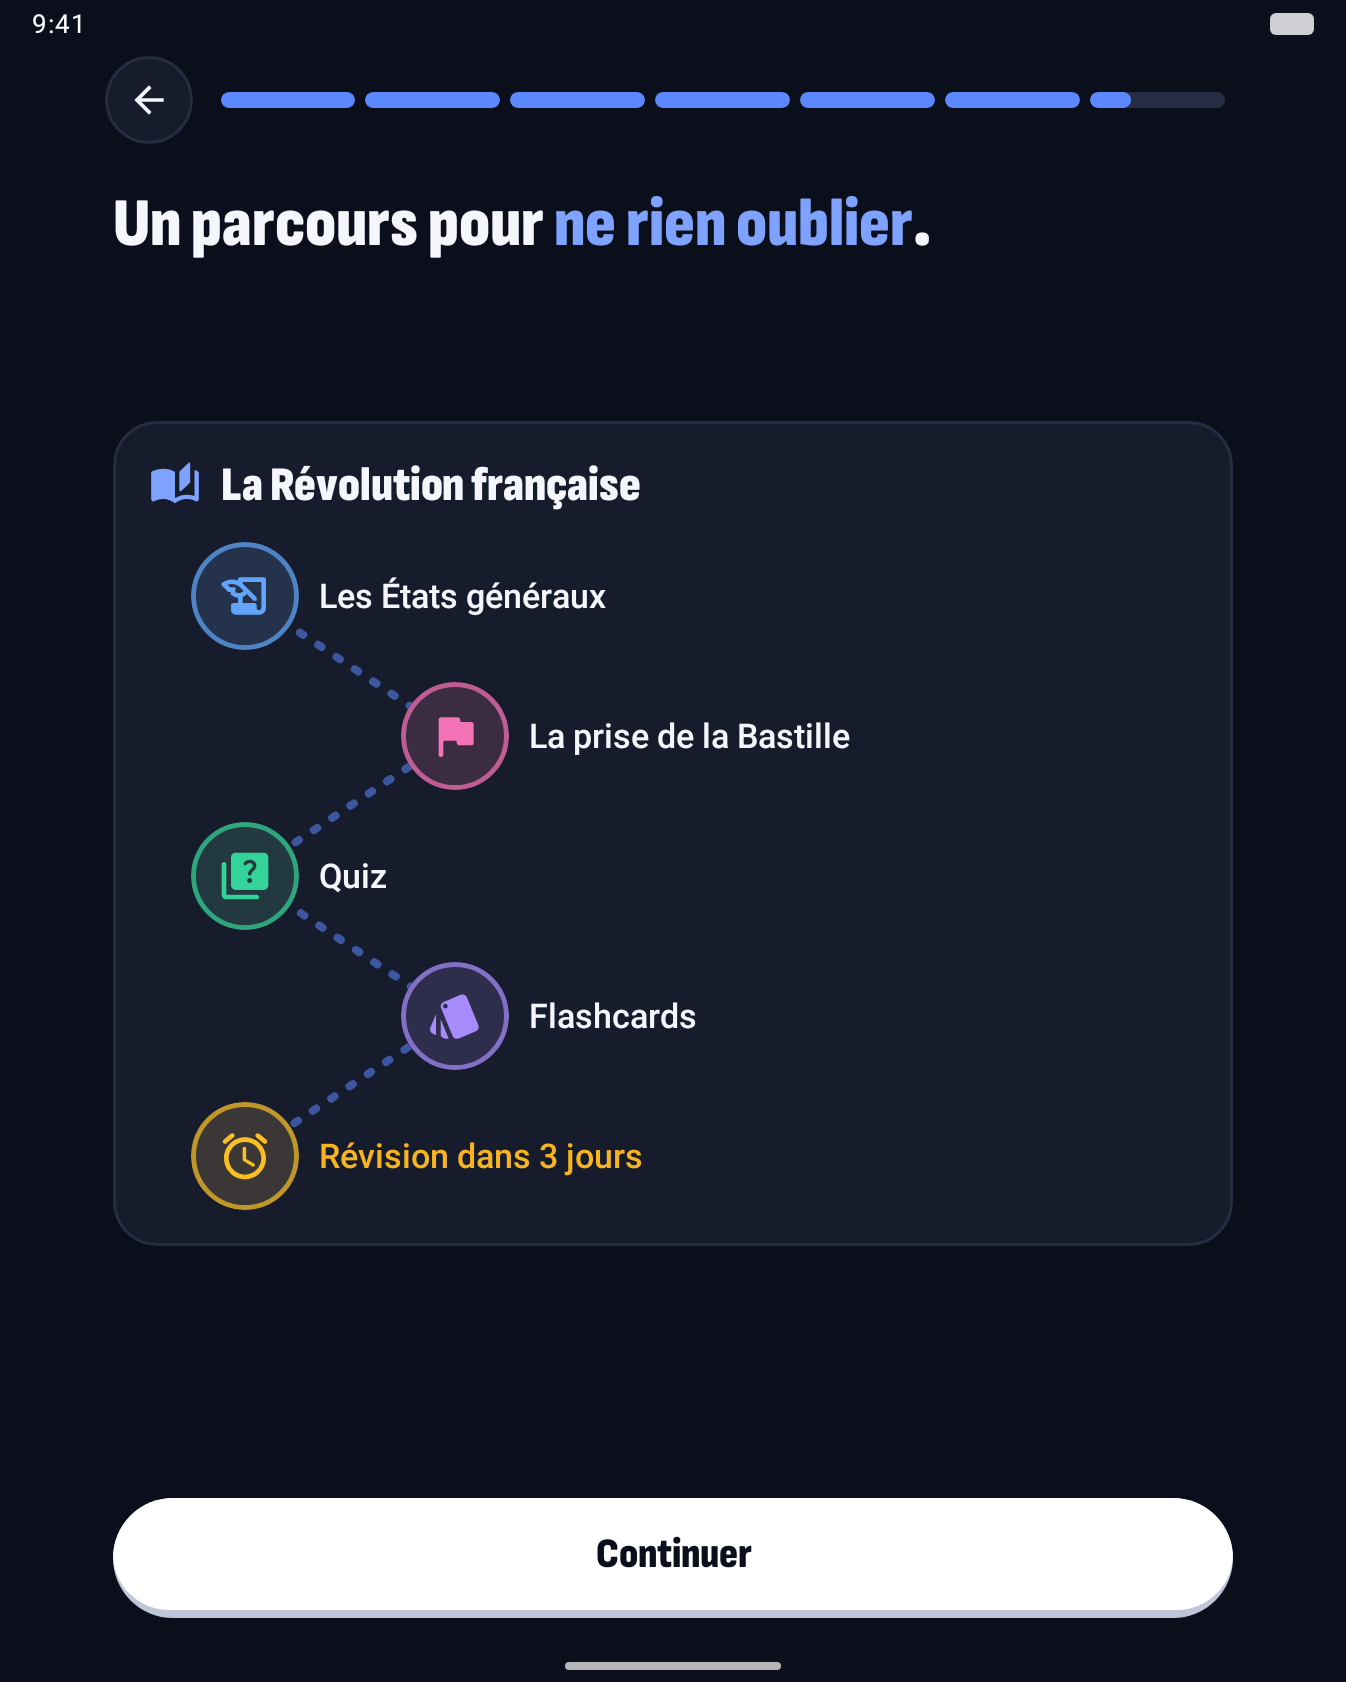 9:41
Un parcours pour ne rien oublier.
La Révolution française
Les États généraux
La prise de la Bastille
?
Quiz
Flashcards
Révision dans 3 jours
Continuer